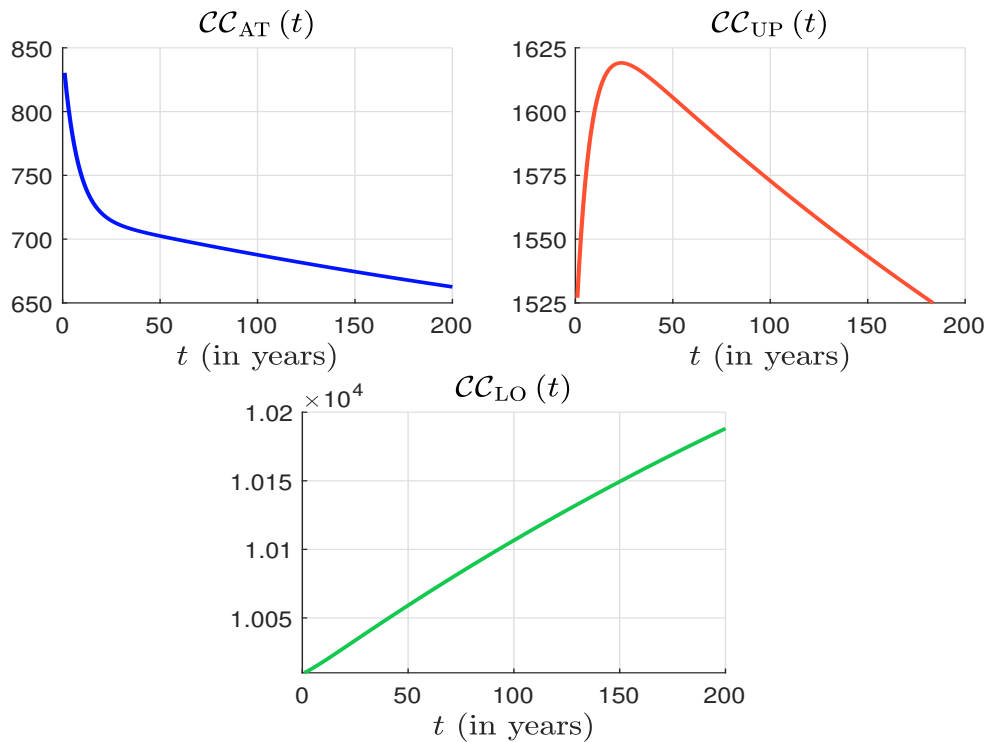 𝒞𝒞_AT (t)
850
800
750
700
650
0 50 100 150 200
t (in years)
𝒞𝒞_UP (t)
1625
1600
1575
1550
1525
0 50 100 150 200
t (in years)
𝒞𝒞_LO (t)
×10⁴
1.02
1.015
1.01
1.005
0 50 100 150 200
t (in years)